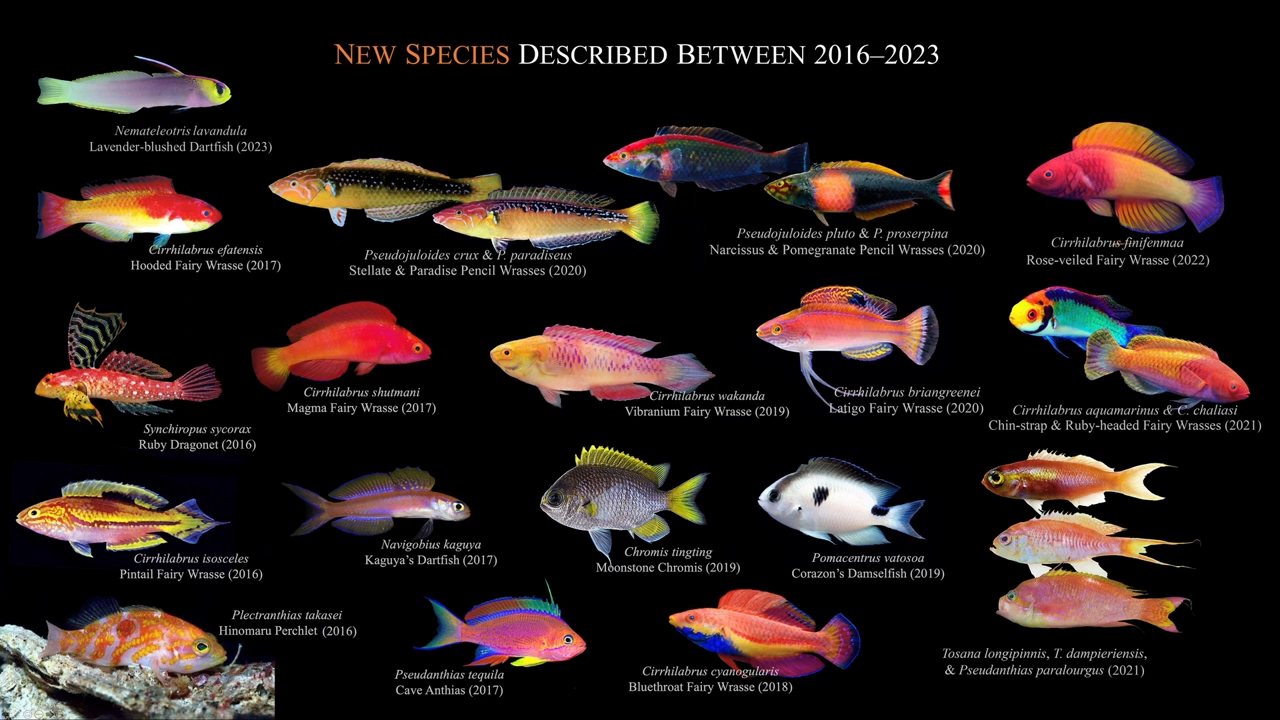 NEW SPECIES DESCRIBED BETWEEN 2016–2023
Nemateleotris lavandula
Lavender-blushed Dartfish (2023)
Cirrhilabrus efatensis
Hooded Fairy Wrasse (2017)
Pseudojuloides crux & P. paradiseus
Stellate & Paradise Pencil Wrasses (2020)
Pseudojuloides pluto & P. proserpina
Narcissus & Pomegranate Pencil Wrasses (2020)
Cirrhilabrus finifenmaa
Rose-veiled Fairy Wrasse (2022)
Synchiropus sycorax
Ruby Dragonet (2016)
Cirrhilabrus shutmani
Magma Fairy Wrasse (2017)
Cirrhilabrus wakanda
Vibranium Fairy Wrasse (2019)
Cirrhilabrus briangreenei
Latigo Fairy Wrasse (2020)
Cirrhilabrus aquamarinus & C. chaliasi
Chin-strap & Ruby-headed Fairy Wrasses (2021)
Cirrhilabrus isosceles
Pintail Fairy Wrasse (2016)
Navigobius kaguya
Kaguya's Dartfish (2017)
Chromis tingting
Moonstone Chromis (2019)
Pomacentrus vatosoa
Corazon's Damselfish (2019)
Plectranthias takasei
Hinomaru Perchlet (2016)
Pseudanthias tequila
Cave Anthias (2017)
Cirrhilabrus cyanogularis
Bluethroat Fairy Wrasse (2018)
Tosana longipinnis, T. dampieriensis,
& Pseudanthias paralourgus (2021)